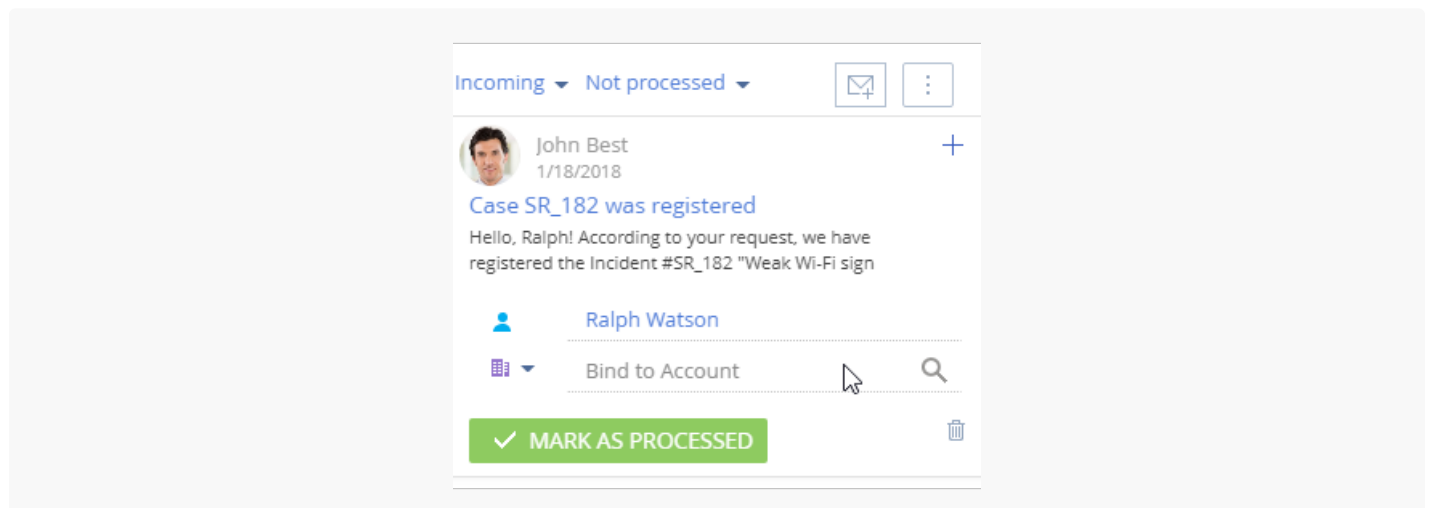 Incoming Not processed
John Best
1/18/2018
Case SR_182 was registered
Hello, Ralph! According to your request, we have
registered the Incident #SR_182 "Weak Wi-Fi sign
Ralph Watson
Bind to Account
MARK AS PROCESSED